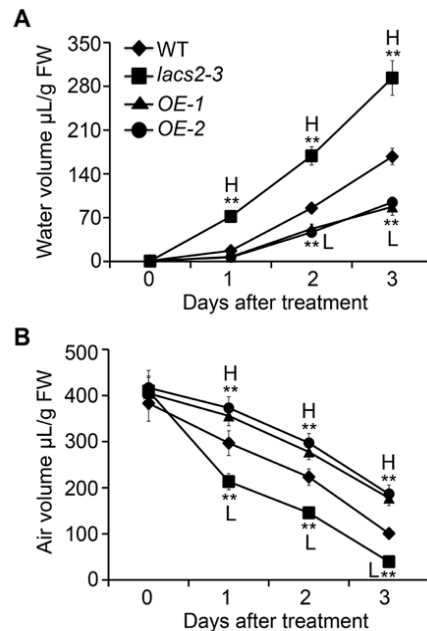 A
Water volume µL/g FW
350
280
210
140
70
0
WT
lacs2-3
OE-1
OE-2
H
**
H
**
H
**
** L
**
L
0 1 2 3
Days after treatment
B
Air volume µL/g FW
500
400
300
200
100
0
H
**
H
**
H
**
**
L
**
L
L**
0 1 2 3
Days after treatment